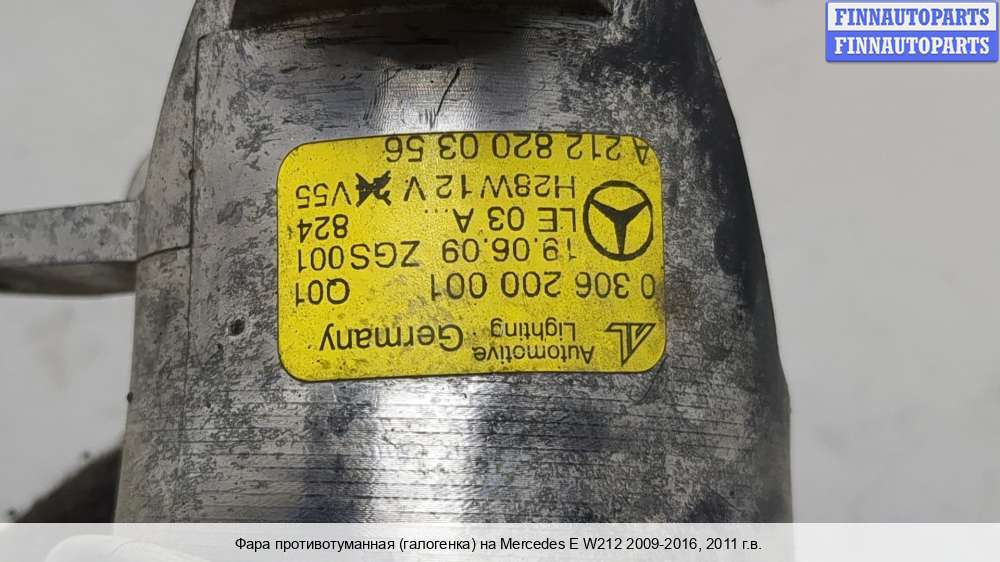 FINNAUTOPARTS
FINNAUTOPARTS
Automotive
Lighting
Germany
0 306 200 001 Q01
19.06.09 ZGS001
LE 03 A... 824
H28W 12 V V55
A 212 820 03 56
Фара противотуманная (галогенка) на Mercedes E W212 2009-2016, 2011 г.в.